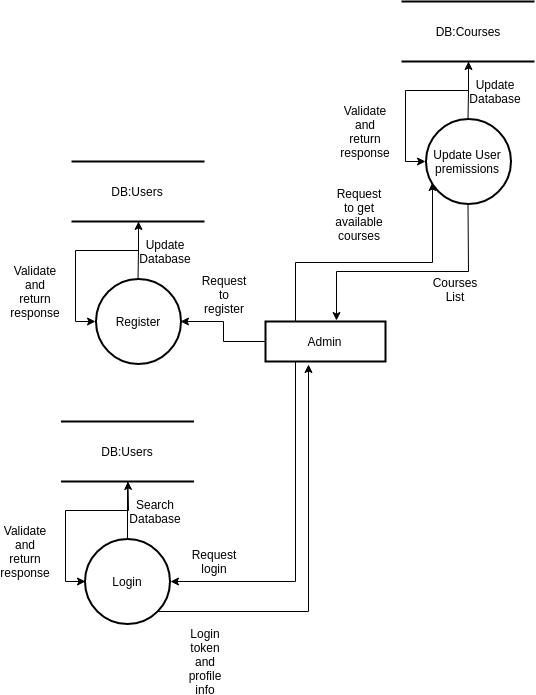 DB:Courses
Update
Database
Validate
and
return
response
Update User
premissions
Request
to get
available
courses
Courses
List
DB:Users
Update
Database
Validate
and
return
response
Register
Request
to
register
Admin
DB:Users
Search
Database
Validate
and
return
response
Login
Request
login
Login
token
and
profile
info